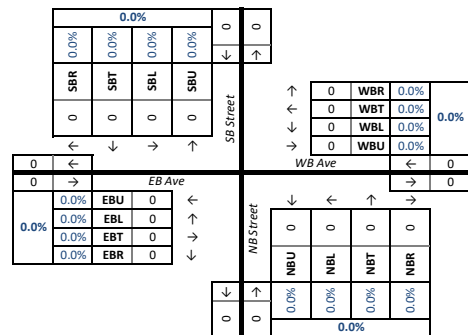 0.0%
0 0
0.0% 0.0% 0.0% 0.0%
↓ ↑
SBR SBT SBL SBU
0 0 0 0
← ↓ → ↑
SB Street
↑ 0 WBR 0.0%
← 0 WBT 0.0%
↓ 0 WBL 0.0%
→ 0 WBU 0.0%
0.0%
WB Ave
0 ←
0 →
← 0
→ 0
EB Ave
0.0%
0.0% EBU 0 ←
0.0% EBL 0 ↑
0.0% EBT 0 →
0.0% EBR 0 ↓
NB Street
↓ ← ↑ →
0 0 0 0
NBU NBL NBT NBR
↓ ↑
0.0% 0.0% 0.0% 0.0%
0 0
0.0%